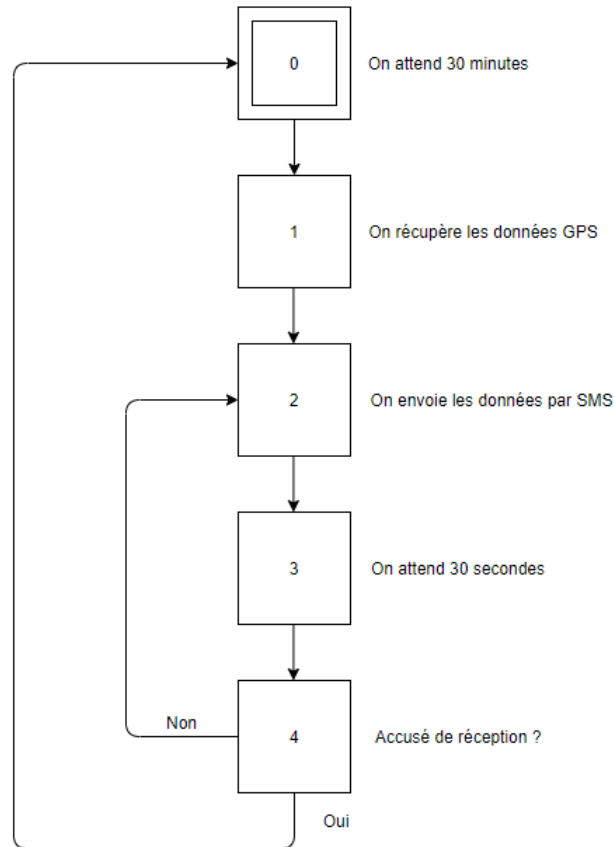 0
On attend 30 minutes
1
On récupère les données GPS
2
On envoie les données par SMS
3
On attend 30 secondes
Non
4
Accusé de réception ?
Oui